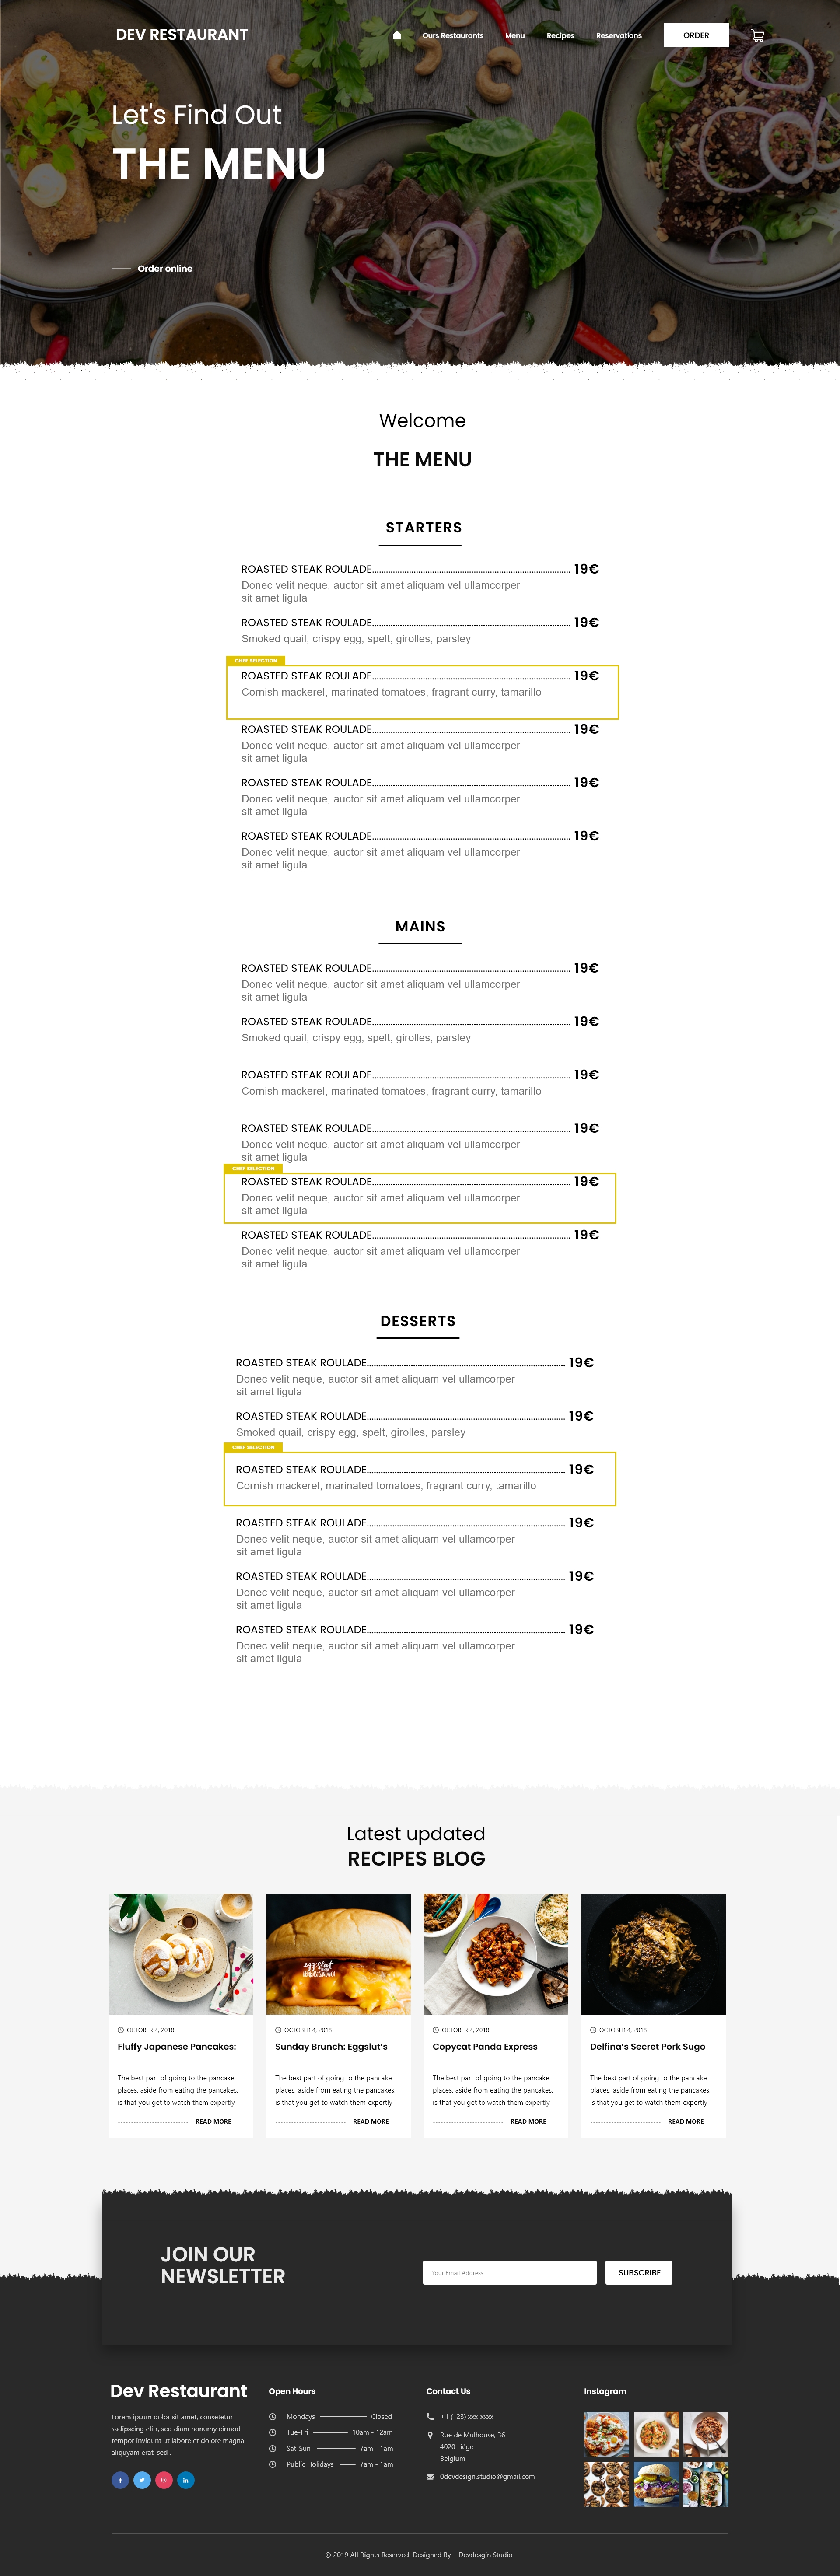 DEV RESTAURANT
Ours Restaurants Menu Recipes Reservations ORDER
Let's Find Out
THE MENU
Order online
Welcome
THE MENU
STARTERS
ROASTED STEAK ROULADE 19€
Donec velit neque, auctor sit amet aliquam vel ullamcorper
sit amet ligula
ROASTED STEAK ROULADE 19€
Smoked quail, crispy egg, spelt, girolles, parsley
CHEF SELECTION
ROASTED STEAK ROULADE 19€
Cornish mackerel, marinated tomatoes, fragrant curry, tamarillo
ROASTED STEAK ROULADE 19€
Donec velit neque, auctor sit amet aliquam vel ullamcorper
sit amet ligula
ROASTED STEAK ROULADE 19€
Donec velit neque, auctor sit amet aliquam vel ullamcorper
sit amet ligula
ROASTED STEAK ROULADE 19€
Donec velit neque, auctor sit amet aliquam vel ullamcorper
sit amet ligula
MAINS
ROASTED STEAK ROULADE 19€
Donec velit neque, auctor sit amet aliquam vel ullamcorper
sit amet ligula
ROASTED STEAK ROULADE 19€
Smoked quail, crispy egg, spelt, girolles, parsley
ROASTED STEAK ROULADE 19€
Cornish mackerel, marinated tomatoes, fragrant curry, tamarillo
ROASTED STEAK ROULADE 19€
Donec velit neque, auctor sit amet aliquam vel ullamcorper
sit amet ligula
CHEF SELECTION
ROASTED STEAK ROULADE 19€
Donec velit neque, auctor sit amet aliquam vel ullamcorper
sit amet ligula
ROASTED STEAK ROULADE 19€
Donec velit neque, auctor sit amet aliquam vel ullamcorper
sit amet ligula
DESSERTS
ROASTED STEAK ROULADE 19€
Donec velit neque, auctor sit amet aliquam vel ullamcorper
sit amet ligula
ROASTED STEAK ROULADE 19€
Smoked quail, crispy egg, spelt, girolles, parsley
CHEF SELECTION
ROASTED STEAK ROULADE 19€
Cornish mackerel, marinated tomatoes, fragrant curry, tamarillo
ROASTED STEAK ROULADE 19€
Donec velit neque, auctor sit amet aliquam vel ullamcorper
sit amet ligula
ROASTED STEAK ROULADE 19€
Donec velit neque, auctor sit amet aliquam vel ullamcorper
sit amet ligula
ROASTED STEAK ROULADE 19€
Donec velit neque, auctor sit amet aliquam vel ullamcorper
sit amet ligula
Latest updated
RECIPES BLOG
OCTOBER 4, 2018
Fluffy Japanese Pancakes:
The best part of going to the pancake
places, aside from eating the pancakes,
is that you get to watch them expertly
READ MORE
eggslut
OCTOBER 4, 2018
Sunday Brunch: Eggslut’s
The best part of going to the pancake
places, aside from eating the pancakes,
is that you get to watch them expertly
READ MORE
OCTOBER 4, 2018
Copycat Panda Express
The best part of going to the pancake
places, aside from eating the pancakes,
is that you get to watch them expertly
READ MORE
OCTOBER 4, 2018
Delfina’s Secret Pork Sugo
The best part of going to the pancake
places, aside from eating the pancakes,
is that you get to watch them expertly
READ MORE
JOIN OUR
NEWSLETTER
Your Email Address
SUBSCRIBE
Dev Restaurant
Lorem ipsum dolor sit amet, consetetur
sadipscing elitr, sed diam nonumy eirmod
tempor invidunt ut labore et dolore magna
aliquyam erat, sed .
Open Hours
Mondays Closed
Tue-Fri 10am - 12am
Sat-Sun 7am - 1am
Public Holidays 7am - 1am
Contact Us
+1 (123) xxx-xxxx
Rue de Mulhouse, 36
4020 Liège
Belgium
0devdesign.studio@gmail.com
Instagram
© 2019 All Rights Reserved. Designed By Devdesgin Studio